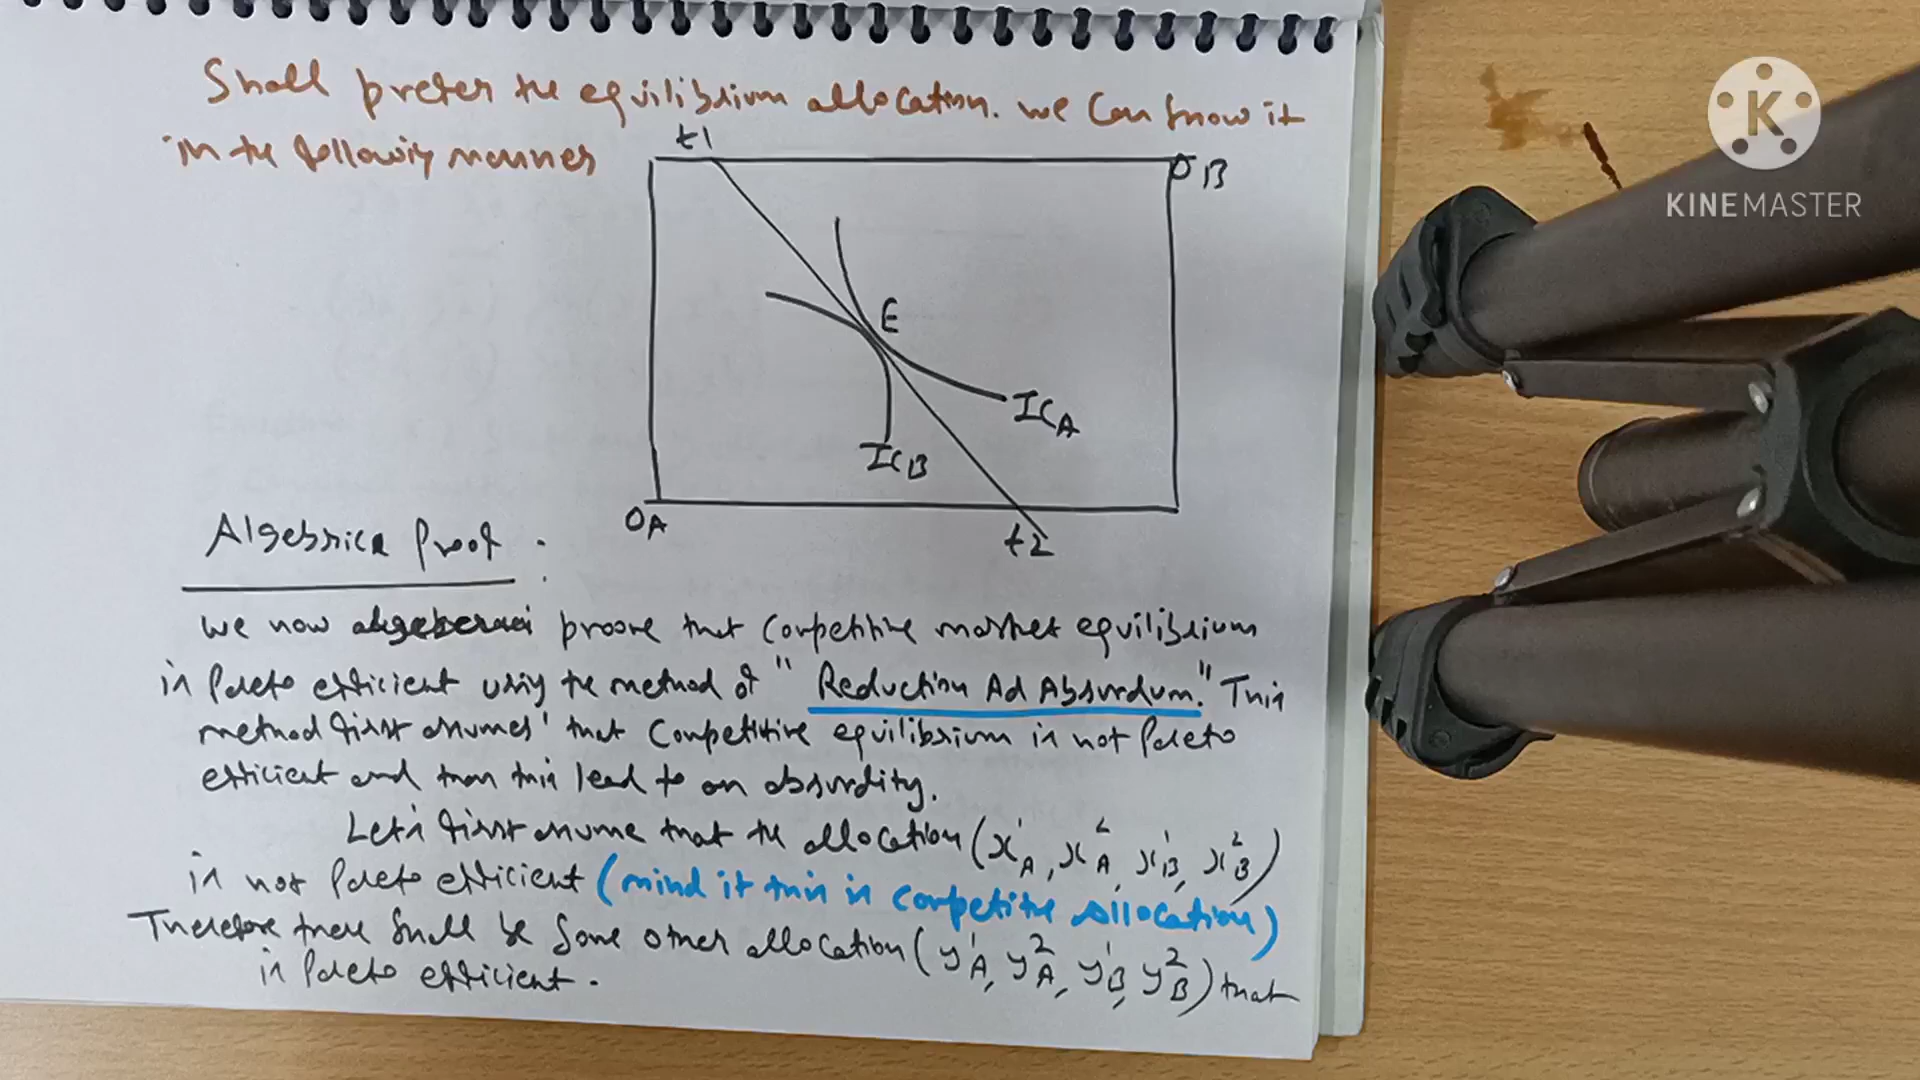 Shall prefer the equilibrium allocation. we can know it
in the following manner
t1
OB
E
ICA
ICB
OA
t2
Algebrica Proof :
we now proove that competitive market equilibrium
is Pareto efficient using the method of "Reduction Ad Absurdum." This
method first assumes' that competitive equilibrium is not Pareto
efficient and than this lead to an absurdity.
Let's first assume that the allocation (x¹A, x²A, x¹B, x²B)
is not Pareto efficient (mind it this is competitive allocation)
Therefore there shall be some other allocation (y¹A, y²A, y¹B, y²B) that
is Pareto efficient.
K
KINEMASTER